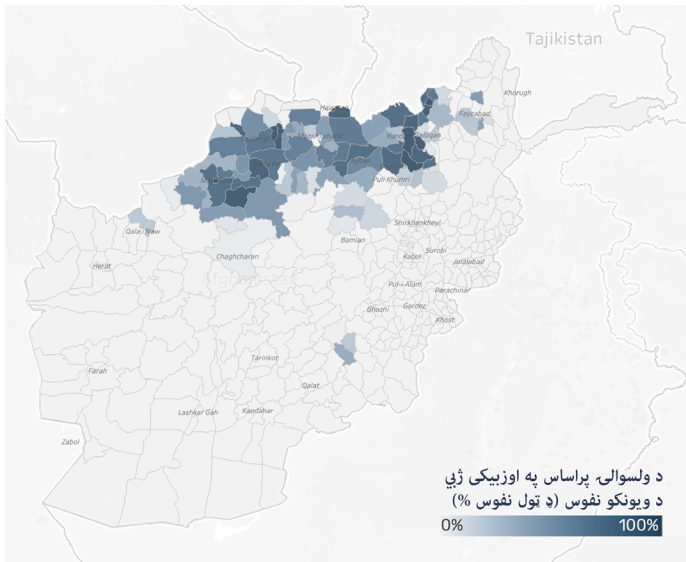 Tajikistan
Khorugh
Fayzabad
Taloqan
Pul-i Khumri
Shirkhankheyl
Qala i Naw
Bamian
Chaghcharan
Surobi
Kabul
Jalalabad
Herat
Pul-i-Alam
Parachinar
Ghazni
Gardez
Khost
Tarinkot
Farah
Qalat
Lashkar Gah
Kandahar
Zabol
د ولسوالۍ پراساس په اوزبیکی ژبې
د ویونکو نفوس (د ټول نفوس %)
0%
100%